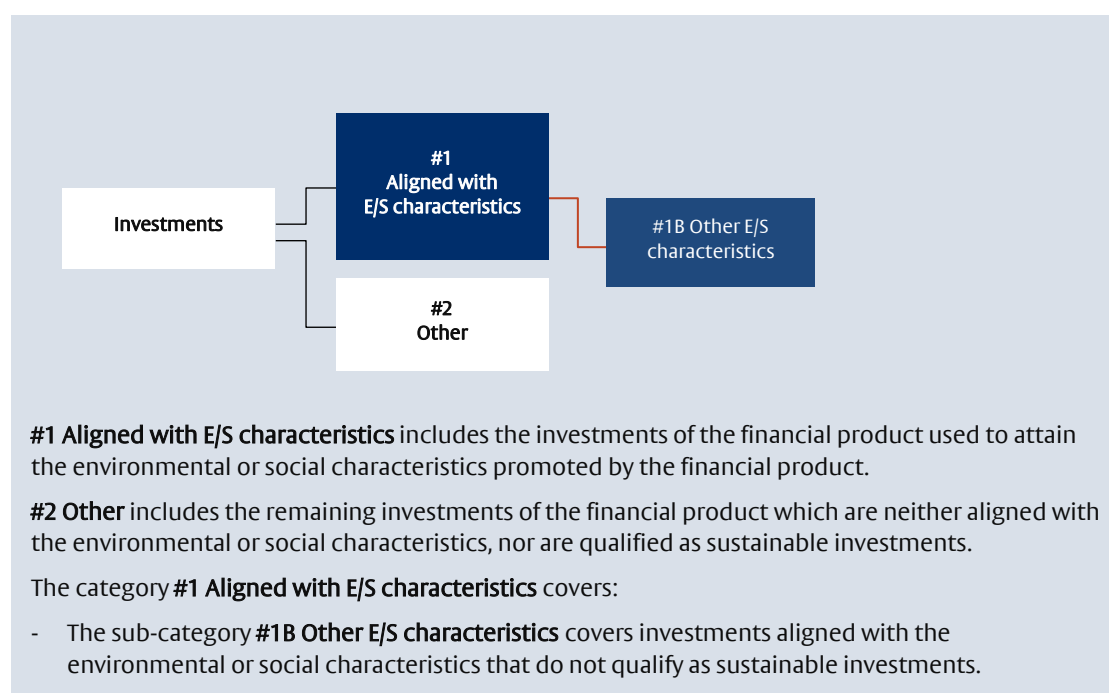 #1
Aligned with
E/S characteristics
Investments
#1B Other E/S
characteristics
#2
Other
#1 Aligned with E/S characteristics includes the investments of the financial product used to attain
the environmental or social characteristics promoted by the financial product.
#2 Other includes the remaining investments of the financial product which are neither aligned with
the environmental or social characteristics, nor are qualified as sustainable investments.
The category #1 Aligned with E/S characteristics covers:
- The sub-category #1B Other E/S characteristics covers investments aligned with the
environmental or social characteristics that do not qualify as sustainable investments.